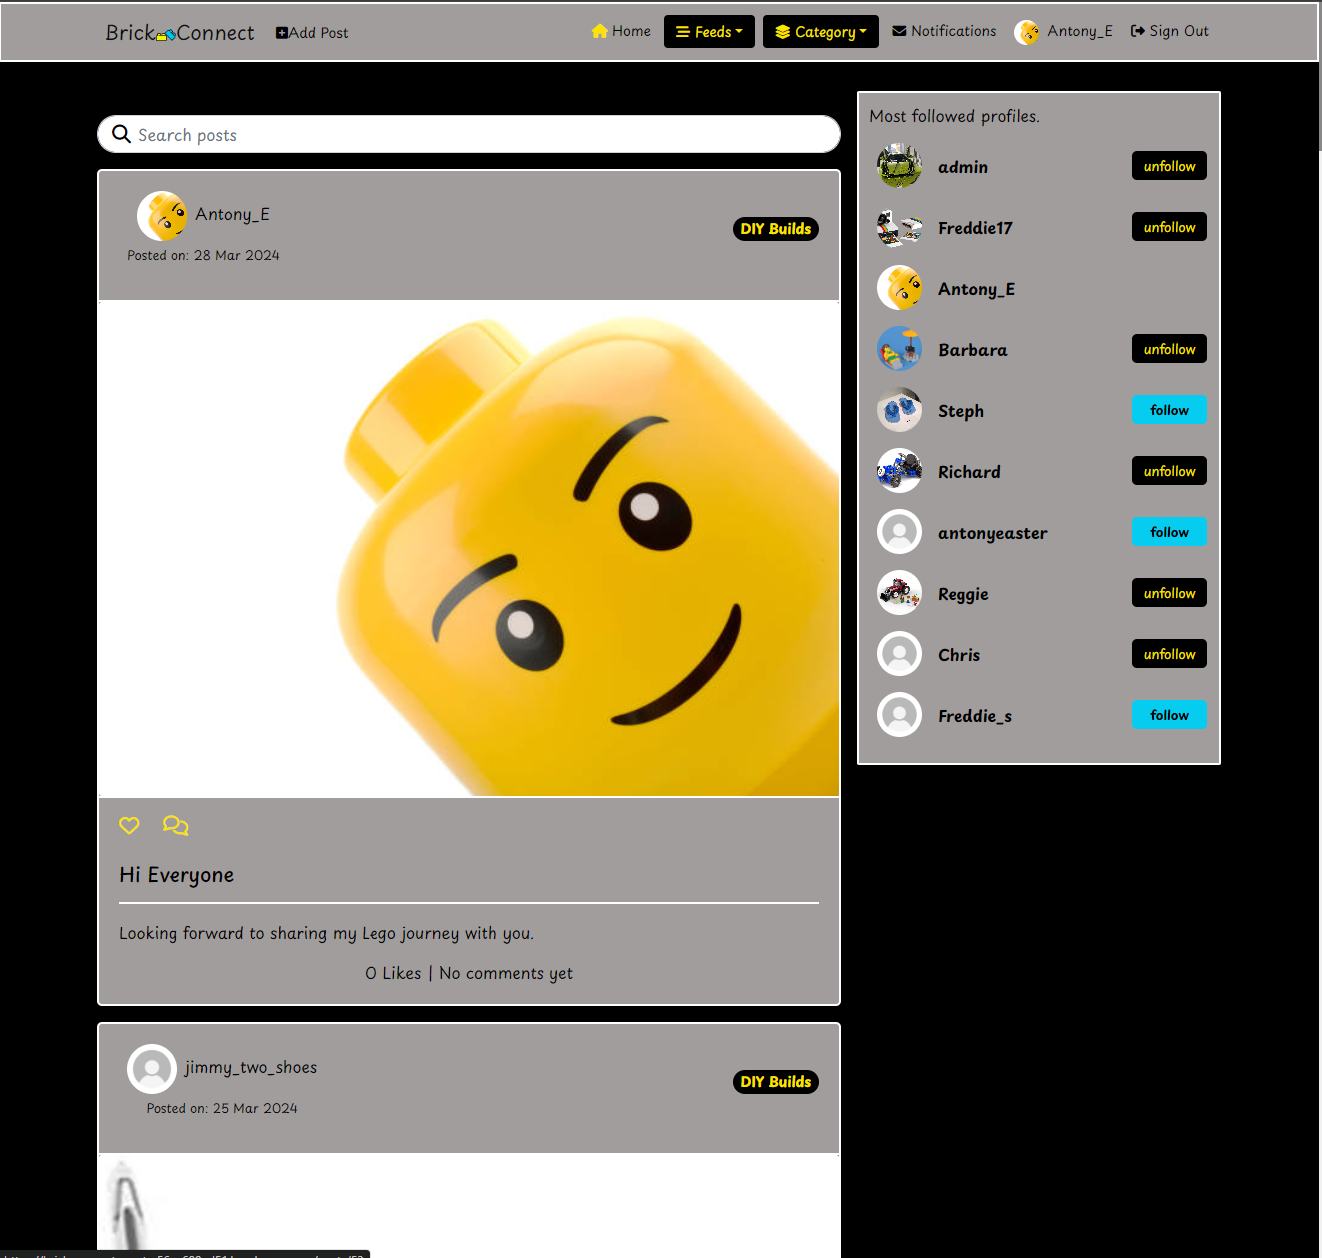 BrickConnect Add Post Home Feeds Category Notifications Antony_E Sign Out
Search posts
Antony_E
DIY Builds
Posted on: 28 Mar 2024
Hi Everyone
Looking forward to sharing my Lego journey with you.
0 Likes | No comments yet
jimmy_two_shoes
DIY Builds
Posted on: 25 Mar 2024
Most followed profiles.
admin unfollow
Freddie17 unfollow
Antony_E
Barbara unfollow
Steph follow
Richard unfollow
antonyeaster follow
Reggie unfollow
Chris unfollow
Freddie_s follow